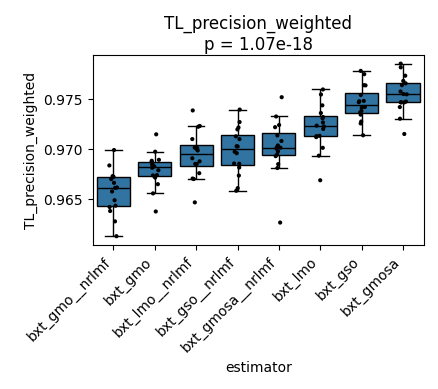 TL_precision_weighted
p = 1.07e-18
TL_precision_weighted
0.975
0.970
0.965
bxt_gmo__nrlmf
bxt_gmo
bxt_lmo__nrlmf
bxt_gso__nrlmf
bxt_gmosa__nrlmf
bxt_lmo
bxt_gso
bxt_gmosa
estimator